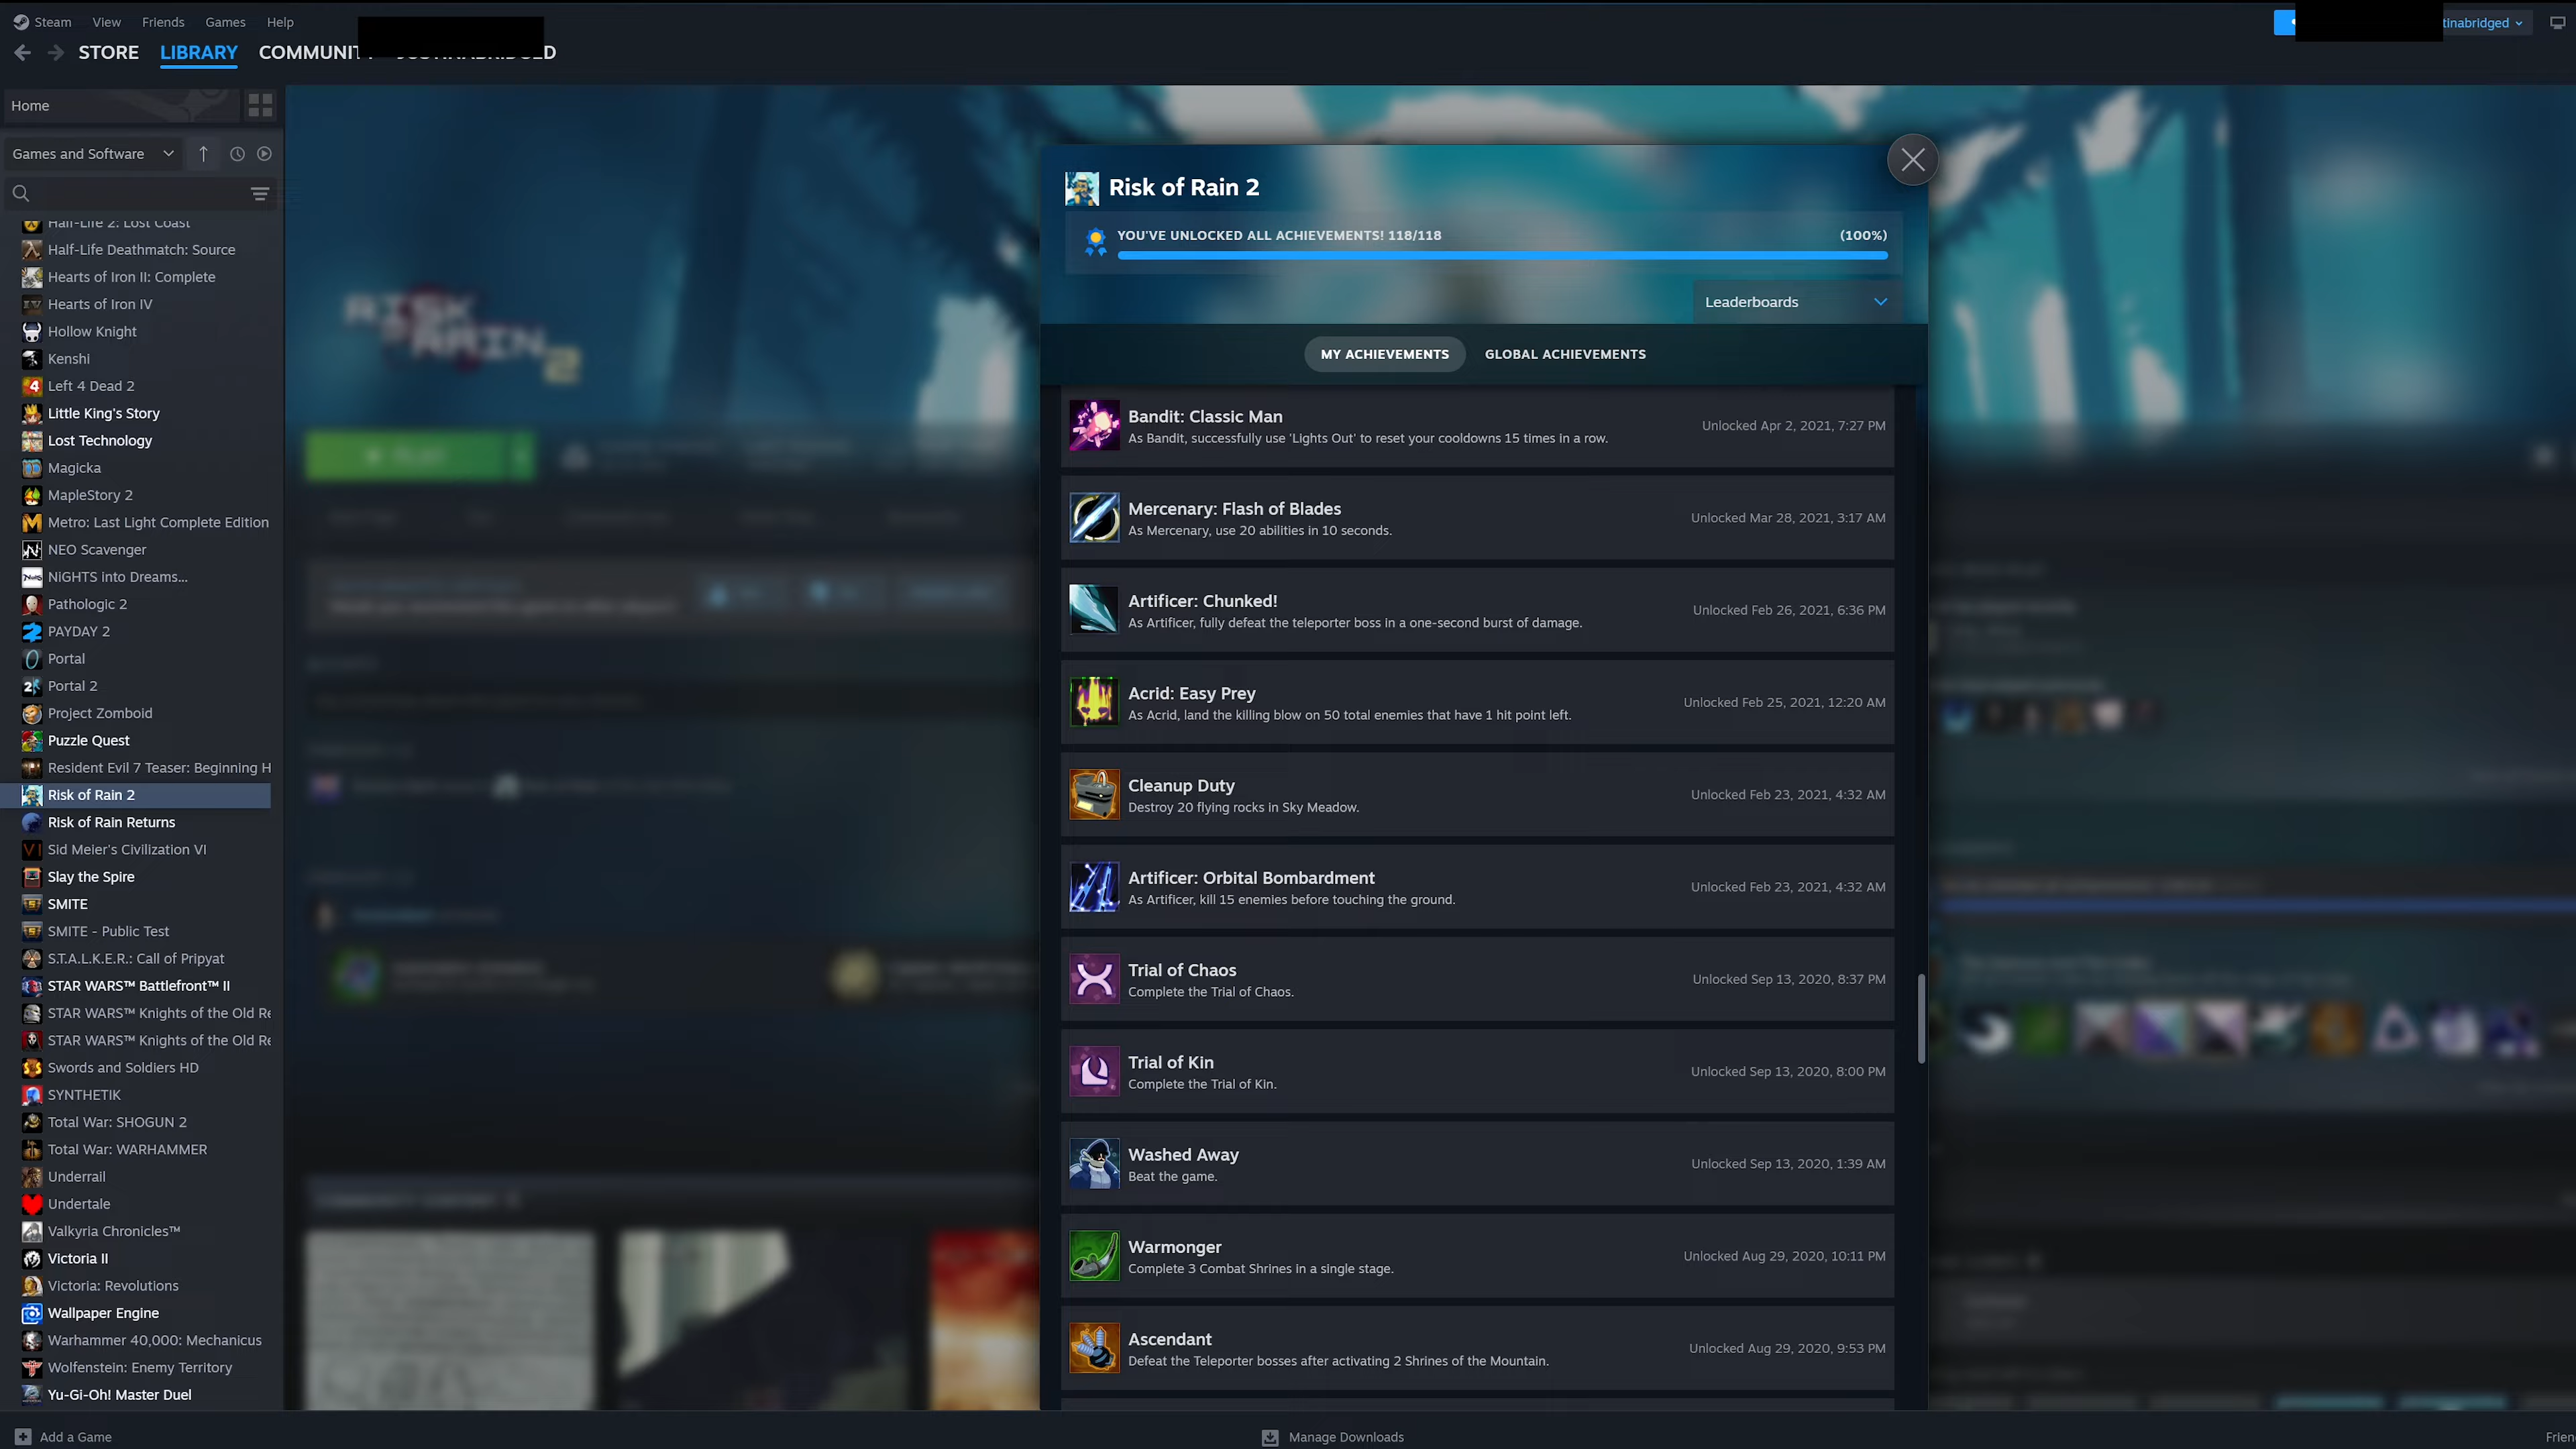 Steam View Friends Games Help
tinabridged
STORE LIBRARY COMMUNITY
Home
Games and Software
Half-Life 2: Lost Coast
Half-Life Deathmatch: Source
Hearts of Iron II: Complete
Hearts of Iron IV
Hollow Knight
Kenshi
Left 4 Dead 2
Little King's Story
Lost Technology
Magicka
MapleStory 2
Metro: Last Light Complete Edition
NEO Scavenger
NiGHTS into Dreams...
Pathologic 2
PAYDAY 2
Portal
Portal 2
Project Zomboid
Puzzle Quest
Resident Evil 7 Teaser: Beginning H
Risk of Rain 2
Risk of Rain Returns
Sid Meier's Civilization VI
Slay the Spire
SMITE
SMITE - Public Test
S.T.A.L.K.E.R.: Call of Pripyat
STAR WARS™ Battlefront™ II
STAR WARS™ Knights of the Old Re
STAR WARS™ Knights of the Old Re
Swords and Soldiers HD
SYNTHETIK
Total War: SHOGUN 2
Total War: WARHAMMER
Underrail
Undertale
Valkyria Chronicles™
Victoria II
Victoria: Revolutions
Wallpaper Engine
Warhammer 40,000: Mechanicus
Wolfenstein: Enemy Territory
Yu-Gi-Oh! Master Duel
RISK OF RAIN 2
PLAY
Risk of Rain 2
YOU'VE UNLOCKED ALL ACHIEVEMENTS! 118/118 (100%)
Leaderboards
MY ACHIEVEMENTS GLOBAL ACHIEVEMENTS
Bandit: Classic Man
As Bandit, successfully use 'Lights Out' to reset your cooldowns 15 times in a row.
Unlocked Apr 2, 2021, 7:27 PM
Mercenary: Flash of Blades
As Mercenary, use 20 abilities in 10 seconds.
Unlocked Mar 28, 2021, 3:17 AM
Artificer: Chunked!
As Artificer, fully defeat the teleporter boss in a one-second burst of damage.
Unlocked Feb 26, 2021, 6:36 PM
Acrid: Easy Prey
As Acrid, land the killing blow on 50 total enemies that have 1 hit point left.
Unlocked Feb 25, 2021, 12:20 AM
Cleanup Duty
Destroy 20 flying rocks in Sky Meadow.
Unlocked Feb 23, 2021, 4:32 AM
Artificer: Orbital Bombardment
As Artificer, kill 15 enemies before touching the ground.
Unlocked Feb 23, 2021, 4:32 AM
Trial of Chaos
Complete the Trial of Chaos.
Unlocked Sep 13, 2020, 8:37 PM
Trial of Kin
Complete the Trial of Kin.
Unlocked Sep 13, 2020, 8:00 PM
Washed Away
Beat the game.
Unlocked Sep 13, 2020, 1:39 AM
Warmonger
Complete 3 Combat Shrines in a single stage.
Unlocked Aug 29, 2020, 10:11 PM
Ascendant
Defeat the Teleporter bosses after activating 2 Shrines of the Mountain.
Unlocked Aug 29, 2020, 9:53 PM
Add a Game
Manage Downloads
Frien